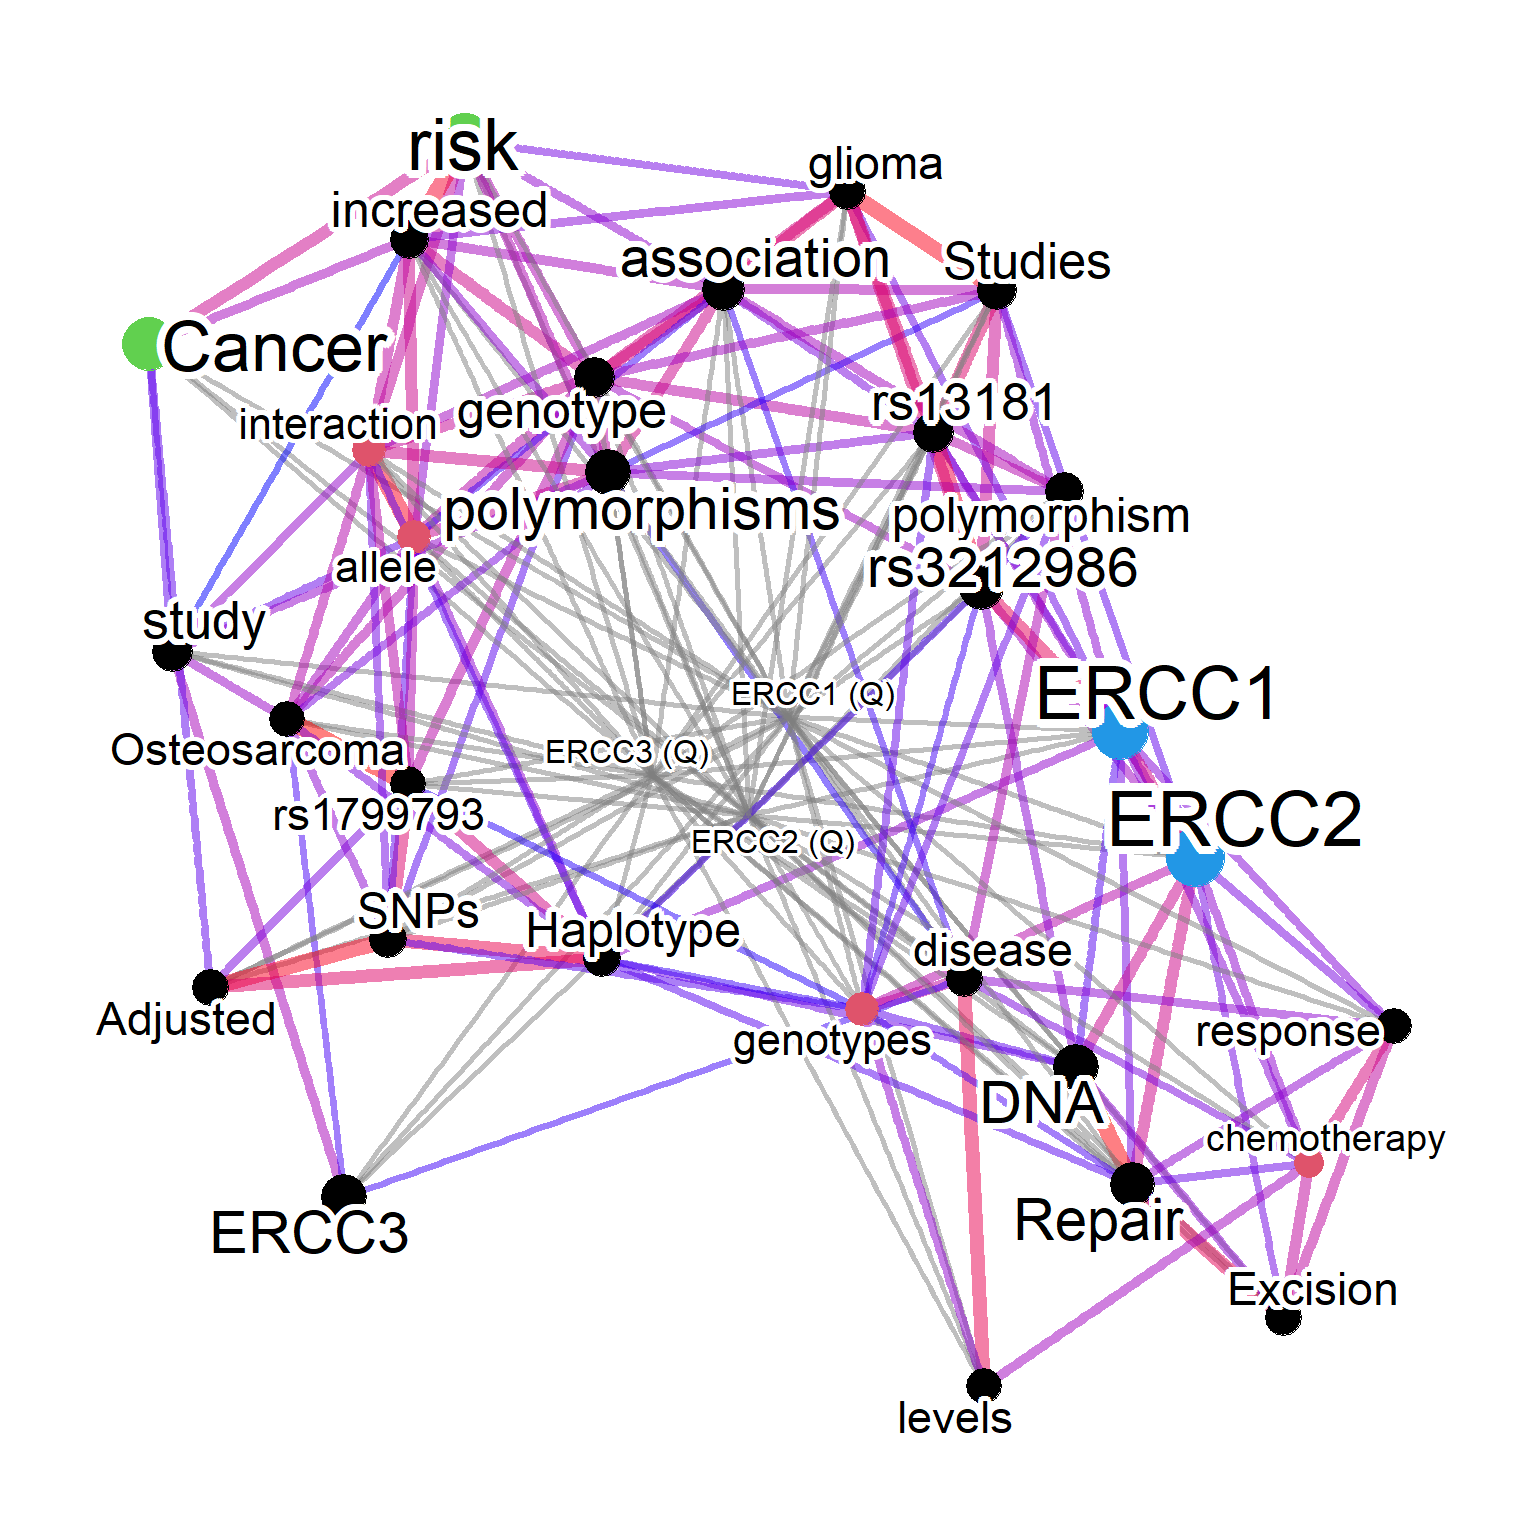 risk
glioma
increased
association
Studies
Cancer
rs13181
interaction
genotype
polymorphisms
polymorphism
allele
rs3212986
study
ERCC1
ERCC1 (Q)
Osteosarcoma
ERCC3 (Q)
rs1799793
ERCC2
ERCC2 (Q)
SNPs
Haplotype
disease
Adjusted
genotypes
response
DNA
chemotherapy
ERCC3
Repair
Excision
levels